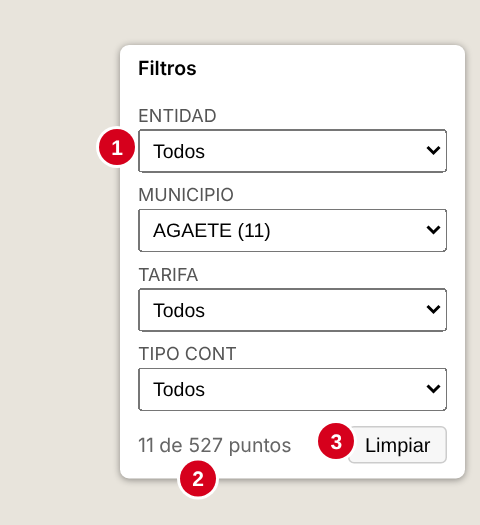 Filtros
ENTIDAD
1
Todos
MUNICIPIO
AGAETE (11)
TARIFA
Todos
TIPO CONT
Todos
11 de 527 puntos
3
Limpiar
2